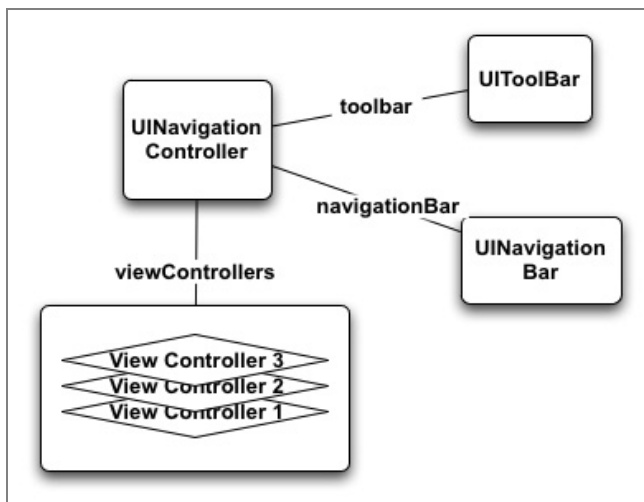 UINavigation
Controller
toolbar
UIToolBar
navigationBar
UINavigation
Bar
viewControllers
View Controller 3
View Controller 2
View Controller 1